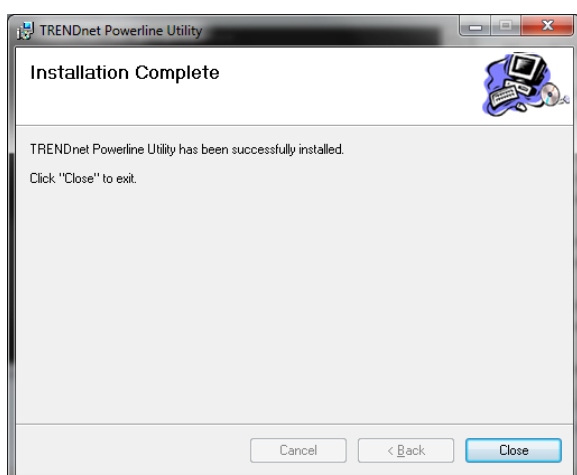 TRENDnet Powerline Utility
Installation Complete
TRENDnet Powerline Utility has been successfully installed.
Click "Close" to exit.
Cancel
< Back
Close